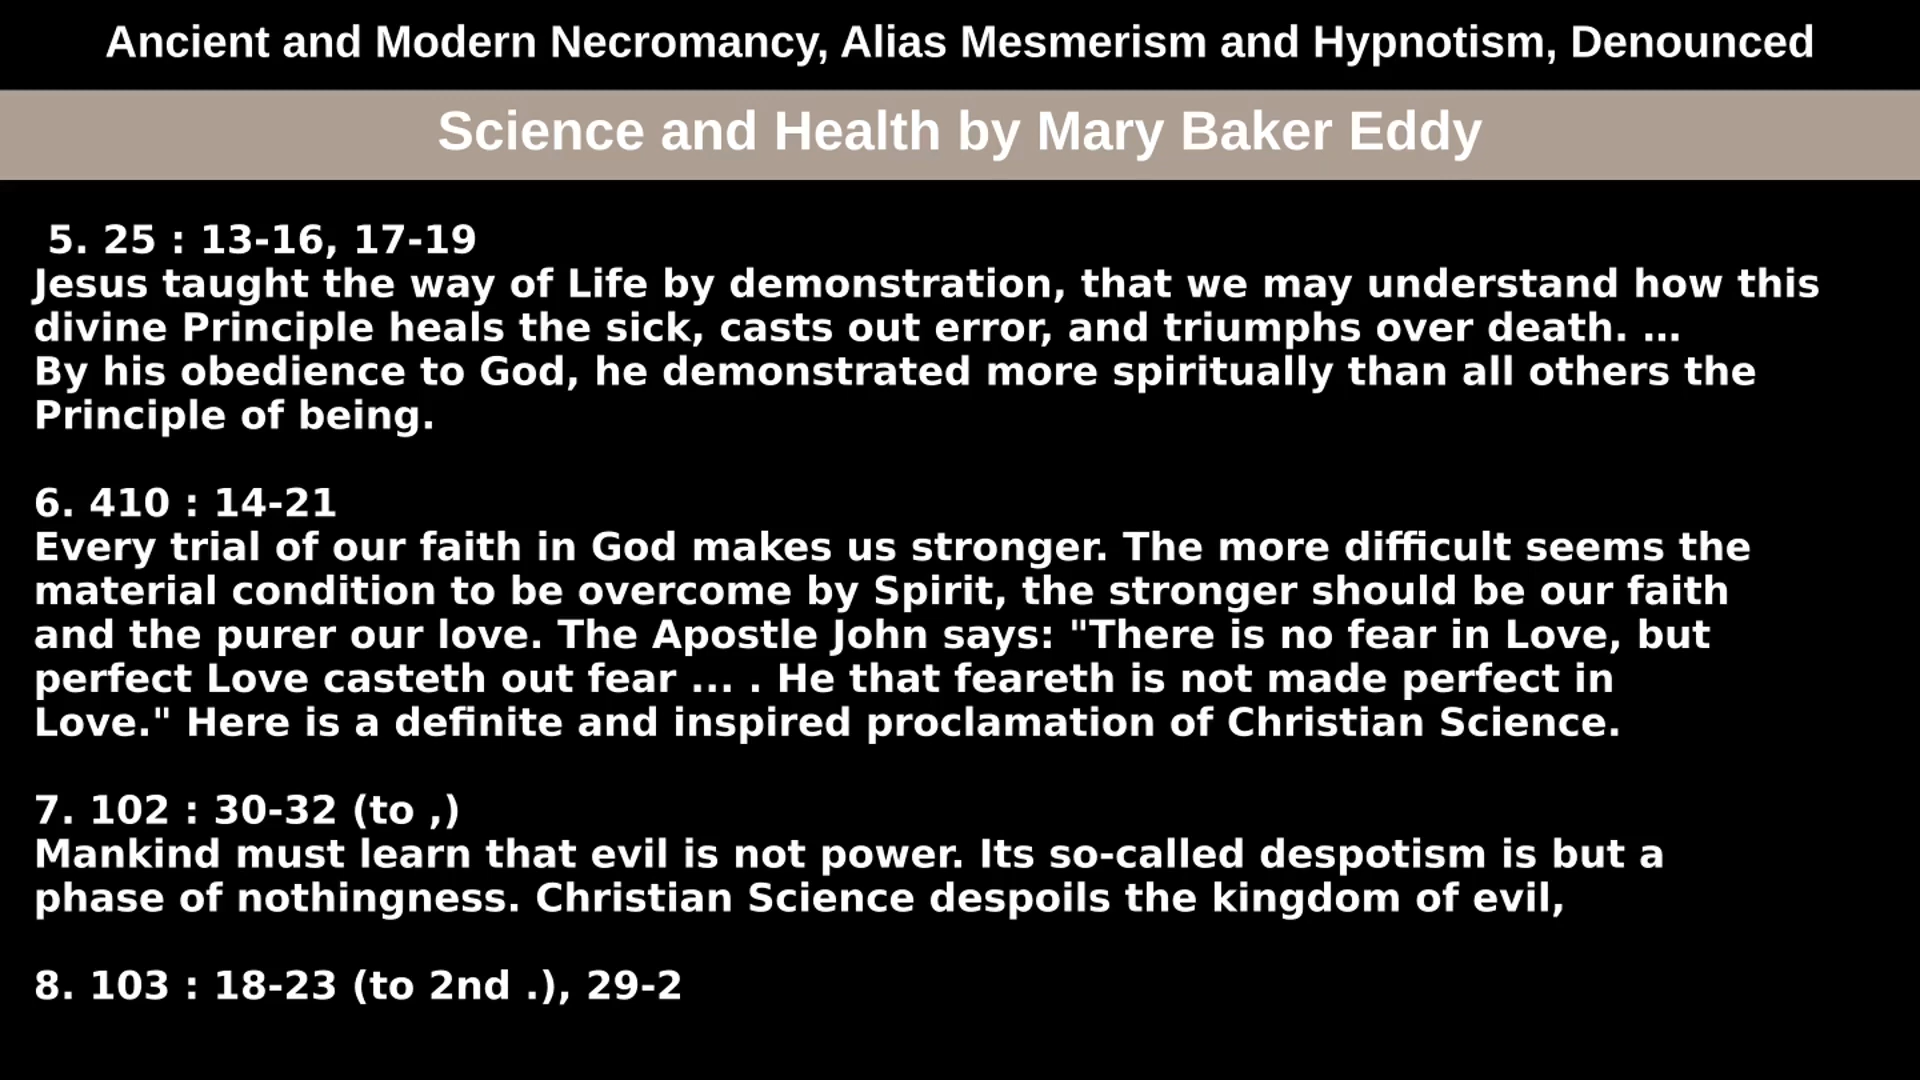 Ancient and Modern Necromancy, Alias Mesmerism and Hypnotism, Denounced
Science and Health by Mary Baker Eddy
5. 25 : 13-16, 17-19
Jesus taught the way of Life by demonstration, that we may understand how this
divine Principle heals the sick, casts out error, and triumphs over death. ...
By his obedience to God, he demonstrated more spiritually than all others the
Principle of being.
6. 410 : 14-21
Every trial of our faith in God makes us stronger. The more difficult seems the
material condition to be overcome by Spirit, the stronger should be our faith
and the purer our love. The Apostle John says: "There is no fear in Love, but
perfect Love casteth out fear ... . He that feareth is not made perfect in
Love." Here is a definite and inspired proclamation of Christian Science.
7. 102 : 30-32 (to ,)
Mankind must learn that evil is not power. Its so-called despotism is but a
phase of nothingness. Christian Science despoils the kingdom of evil,
8. 103 : 18-23 (to 2nd .), 29-2